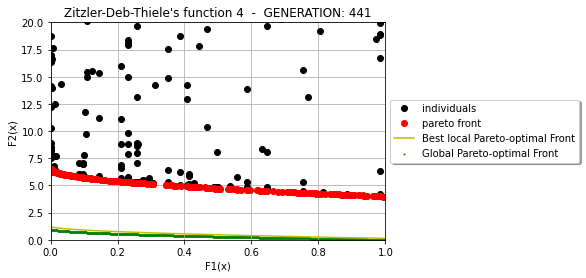 Zitzler-Deb-Thiele's function 4 - GENERATION: 441
20.0
17.5
15.0
12.5
10.0
7.5
5.0
2.5
0.0
F2(x)
0.0 0.2 0.4 0.6 0.8 1.0
F1(x)
individuals
pareto front
Best local Pareto-optimal Front
Global Pareto-optimal Front